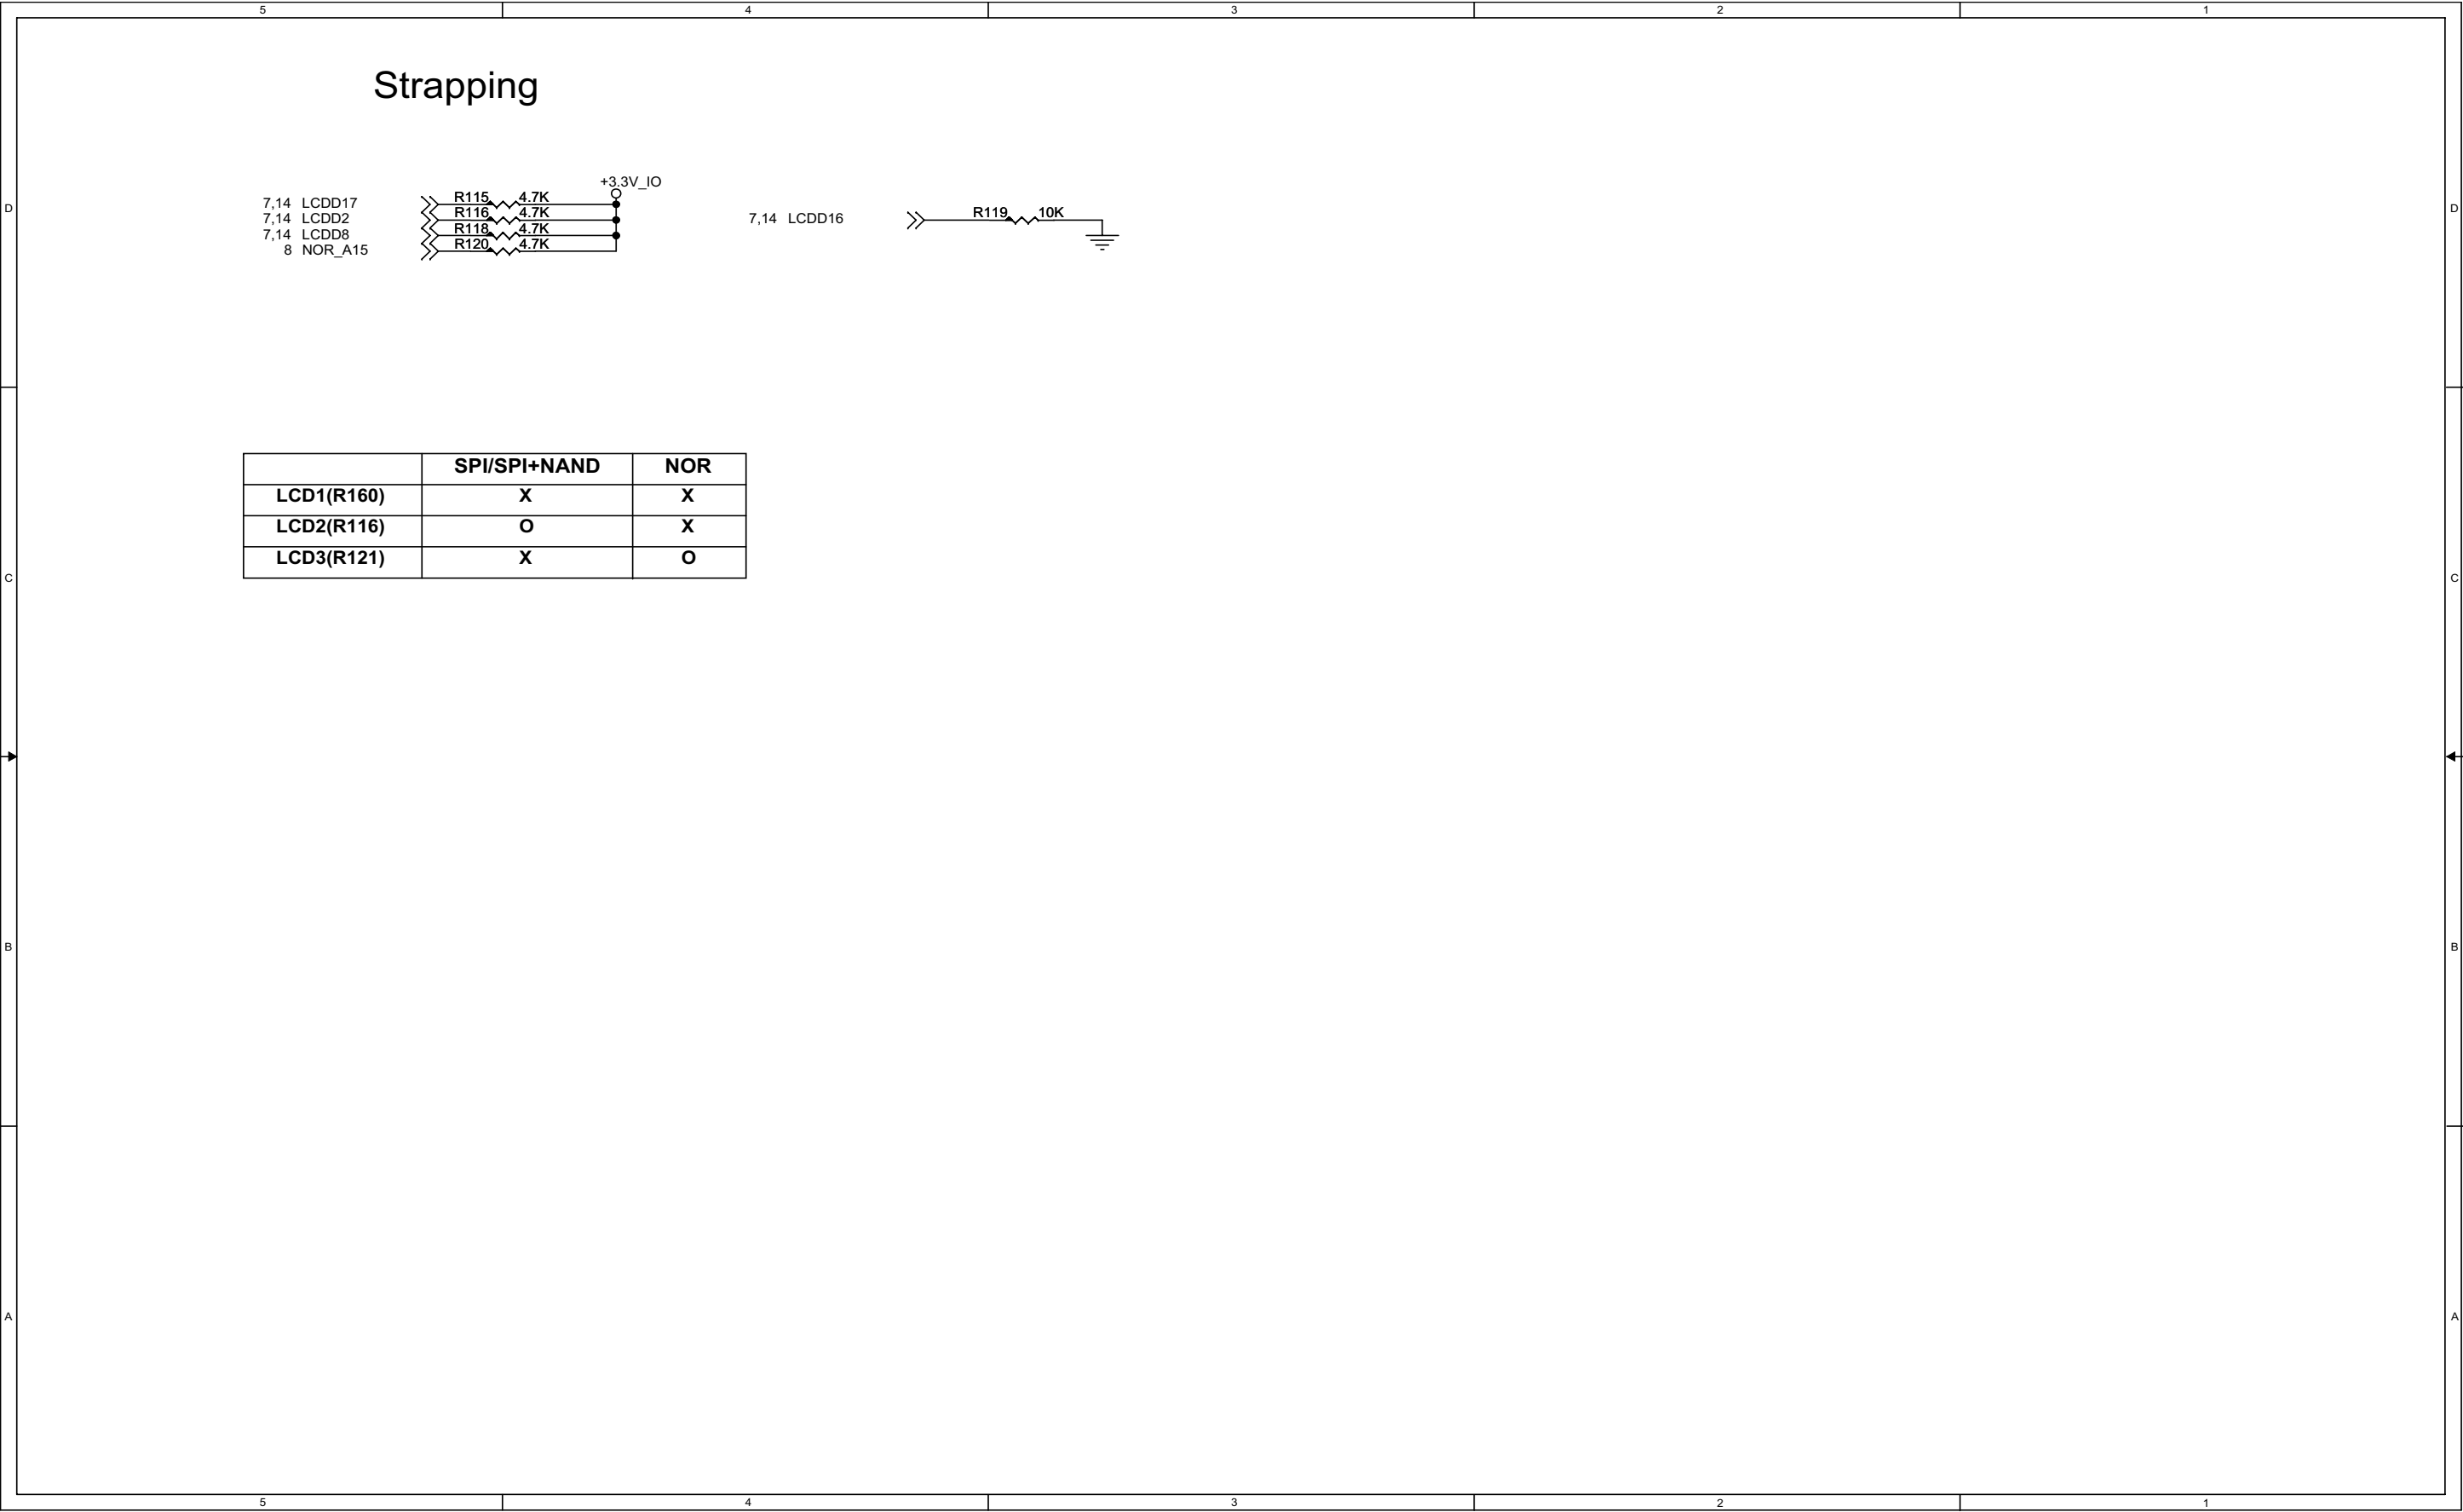 5 4 3 2 1
Strapping
+3.3V_IO
D 7,14 LCDD17 R115 4.7K D
7,14 LCDD2 R116 4.7K 7,14 LCDD16 R119 10K
7,14 LCDD8 R118 4.7K
8 NOR_A15 R120 4.7K
SPI/SPI+NAND NOR
LCD1(R160) X X
LCD2(R116) O X
LCD3(R121) X O
C C
B B
A A
5 4 3 2 1